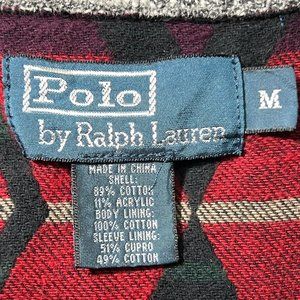 Polo
by Ralph Lauren
M
MADE IN CHINA
SHELL:
89% COTTON
11% ACRYLIC
BODY LINING:
100% COTTON
SLEEVE LINING:
51% CUPRO
49% COTTON